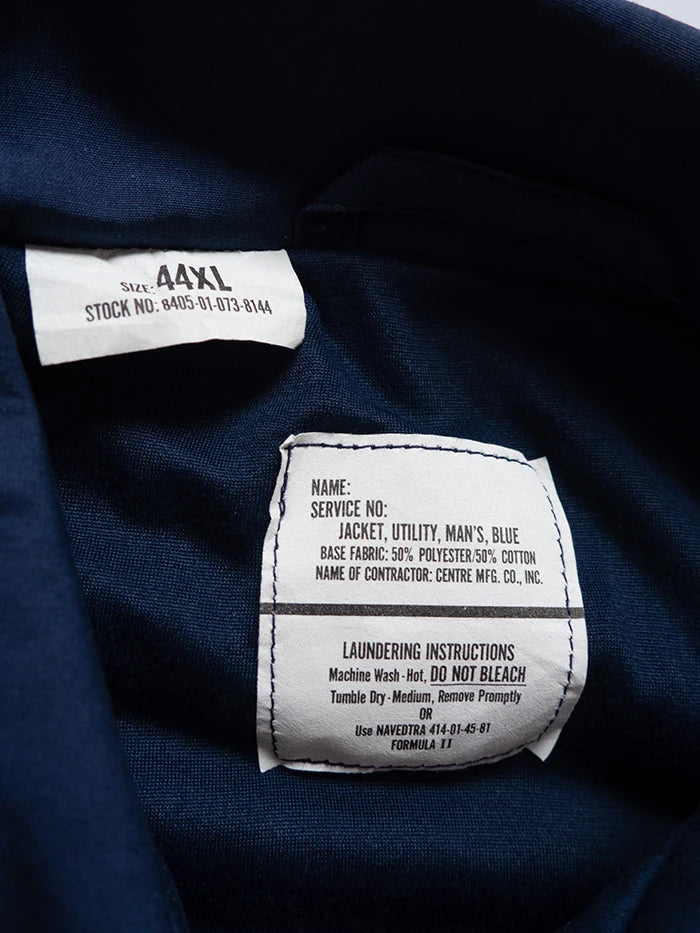 SIZE: 44XL
STOCK NO: 8405-01-073-8144
NAME:
SERVICE NO:
JACKET, UTILITY, MAN'S, BLUE
BASE FABRIC: 50% POLYESTER/50% COTTON
NAME OF CONTRACTOR: CENTRE MFG. CO., INC.
LAUNDERING INSTRUCTIONS
Machine Wash-Hot, DO NOT BLEACH
Tumble Dry-Medium, Remove Promptly
OR
Use NAVEDTRA 414-01-45-81
FORMULA II